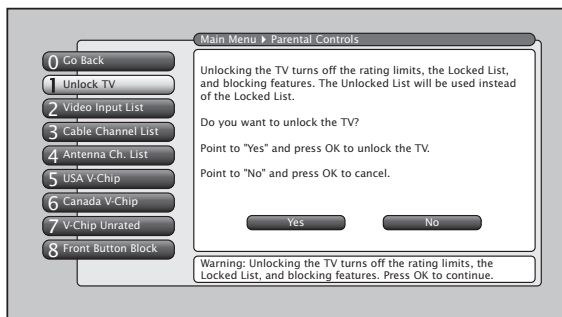 Main Menu ▶ Parental Controls
0 Go Back
1 Unlock TV
2 Video Input List
3 Cable Channel List
4 Antenna Ch. List
5 USA V-Chip
6 Canada V-Chip
7 V-Chip Unrated
8 Front Button Block
Unlocking the TV turns off the rating limits, the Locked List,
and blocking features. The Unlocked List will be used instead
of the Locked List.
Do you want to unlock the TV?
Point to "Yes" and press OK to unlock the TV.
Point to "No" and press OK to cancel.
Yes
No
Warning: Unlocking the TV turns off the rating limits, the
Locked List, and blocking features. Press OK to continue.